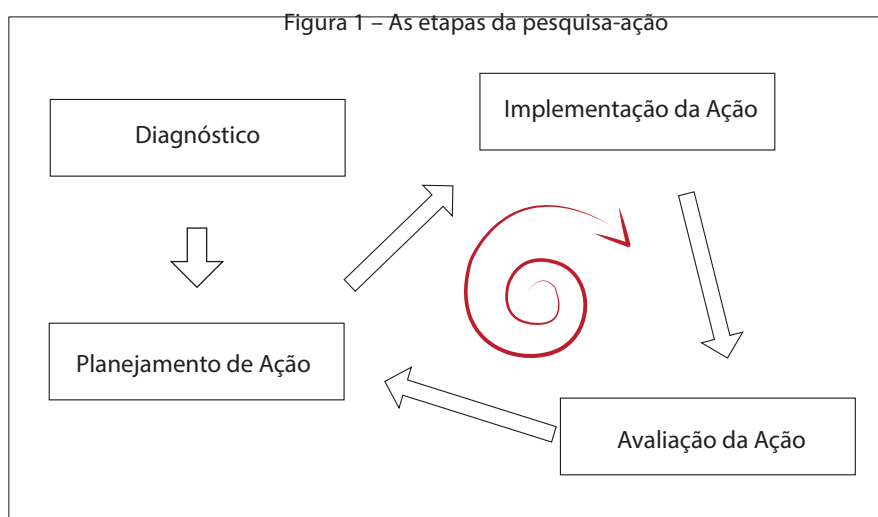 Figura 1 – As etapas da pesquisa-ação
Diagnóstico
Implementação da Ação
Planejamento de Ação
Avaliação da Ação